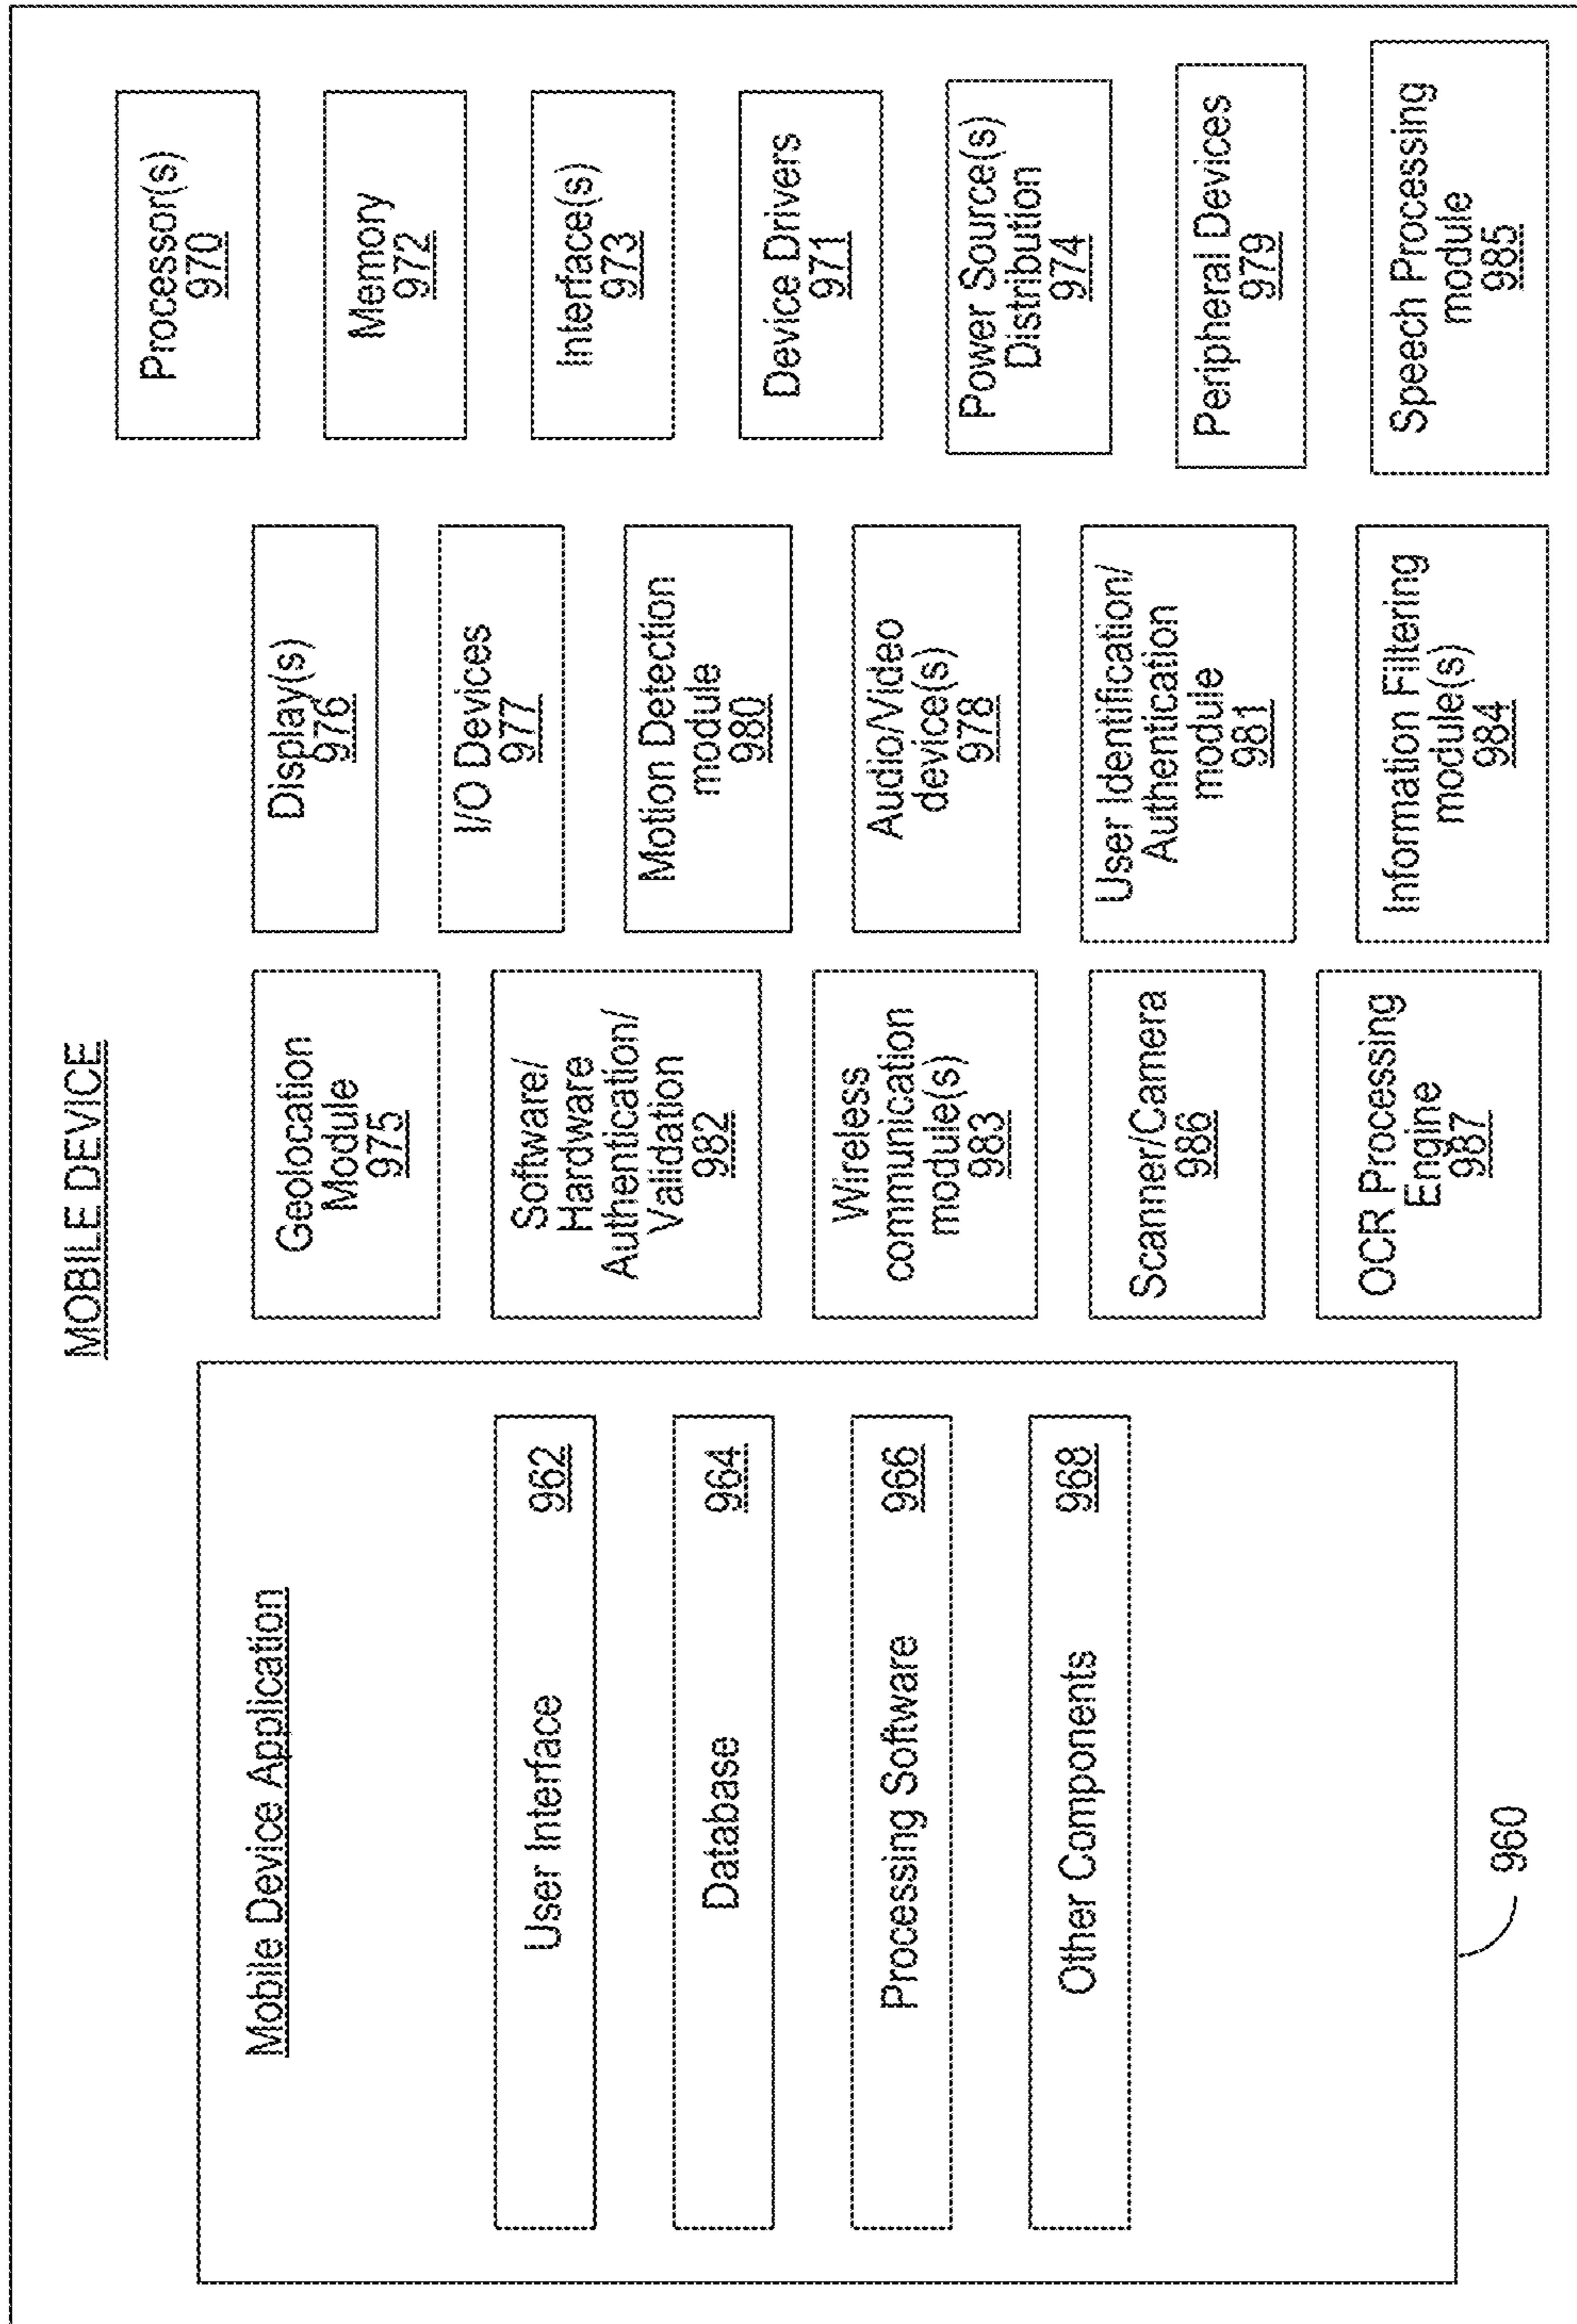 MOBILE DEVICE
Mobile Device Application
User Interface 962
Database 964
Processing Software 966
Other Components 968
960
Geolocation
Module
975
Software/
Hardware
Authentication/
Validation
982
Wireless
communication
module(s)
983
Scanner/Camera
986
OCR Processing
Engine
987
Display(s)
976
I/O Devices
977
Motion Detection
module
980
Audio/Video
device(s)
978
User Identification/
Authentication
module
981
Information Filtering
module(s)
984
Processor(s)
970
Memory
972
Interface(s)
973
Device Drivers
971
Power Source(s)
Distribution
974
Peripheral Devices
979
Speech Processing
module
985